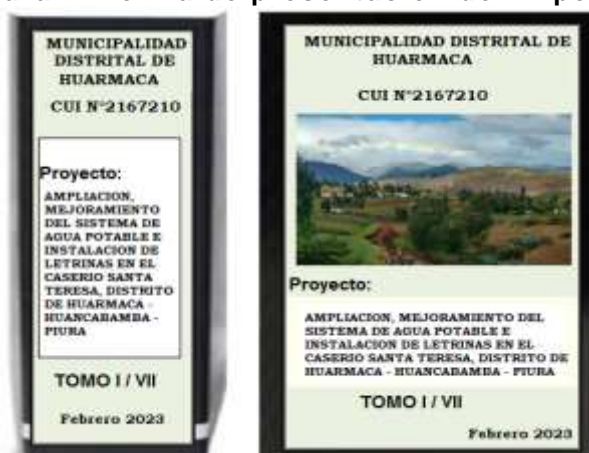 MUNICIPALIDAD
DISTRITAL DE
HUARMACA
CUI N°2167210
Proyecto:
AMPLIACION,
MEJORAMIENTO
DEL SISTEMA DE
AGUA POTABLE E
INSTALACION DE
LETRINAS EN EL
CASERIO SANTA
TERESA, DISTRITO
DE HUARMACA -
HUANCABAMBA -
PIURA
TOMO I / VII
Febrero 2023
MUNICIPALIDAD DISTRITAL DE
HUARMACA
CUI N°2167210
Proyecto:
AMPLIACION, MEJORAMIENTO DEL
SISTEMA DE AGUA POTABLE E
INSTALACION DE LETRINAS EN EL
CASERIO SANTA TERESA, DISTRITO DE
HUARMACA - HUANCABAMBA - PIURA
TOMO I / VII
Febrero 2023